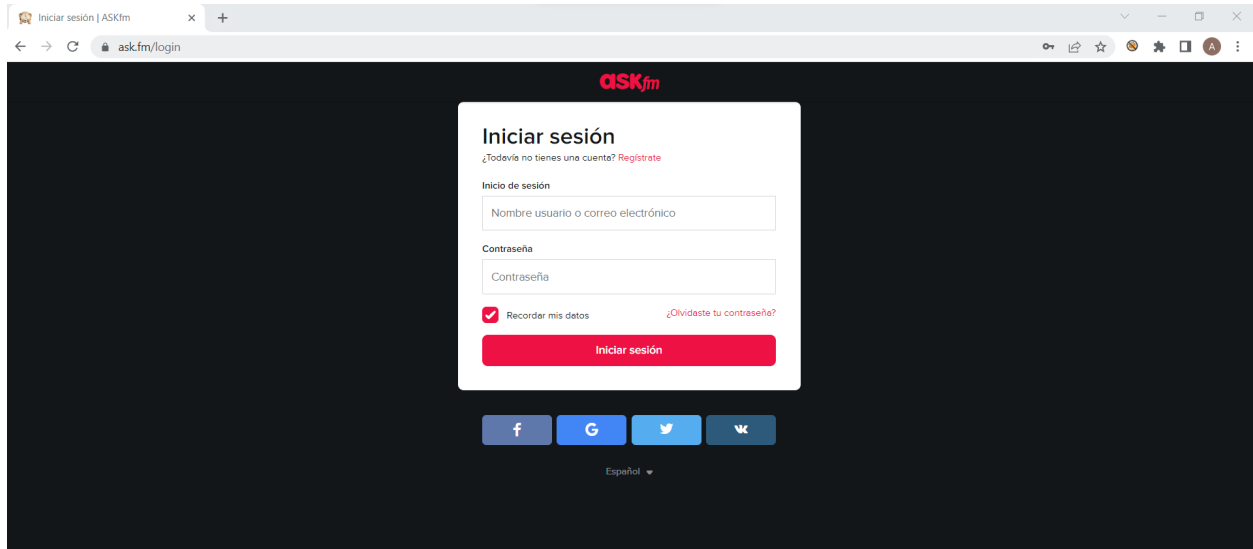 Iniciar sesión | ASKfm
ask.fm/login
A
ASKfm
Iniciar sesión
¿Todavía no tienes una cuenta? Regístrate
Inicio de sesión
Nombre usuario o correo electrónico
Contraseña
Contraseña
Recordar mis datos ¿Olvidaste tu contraseña?
Iniciar sesión
Español